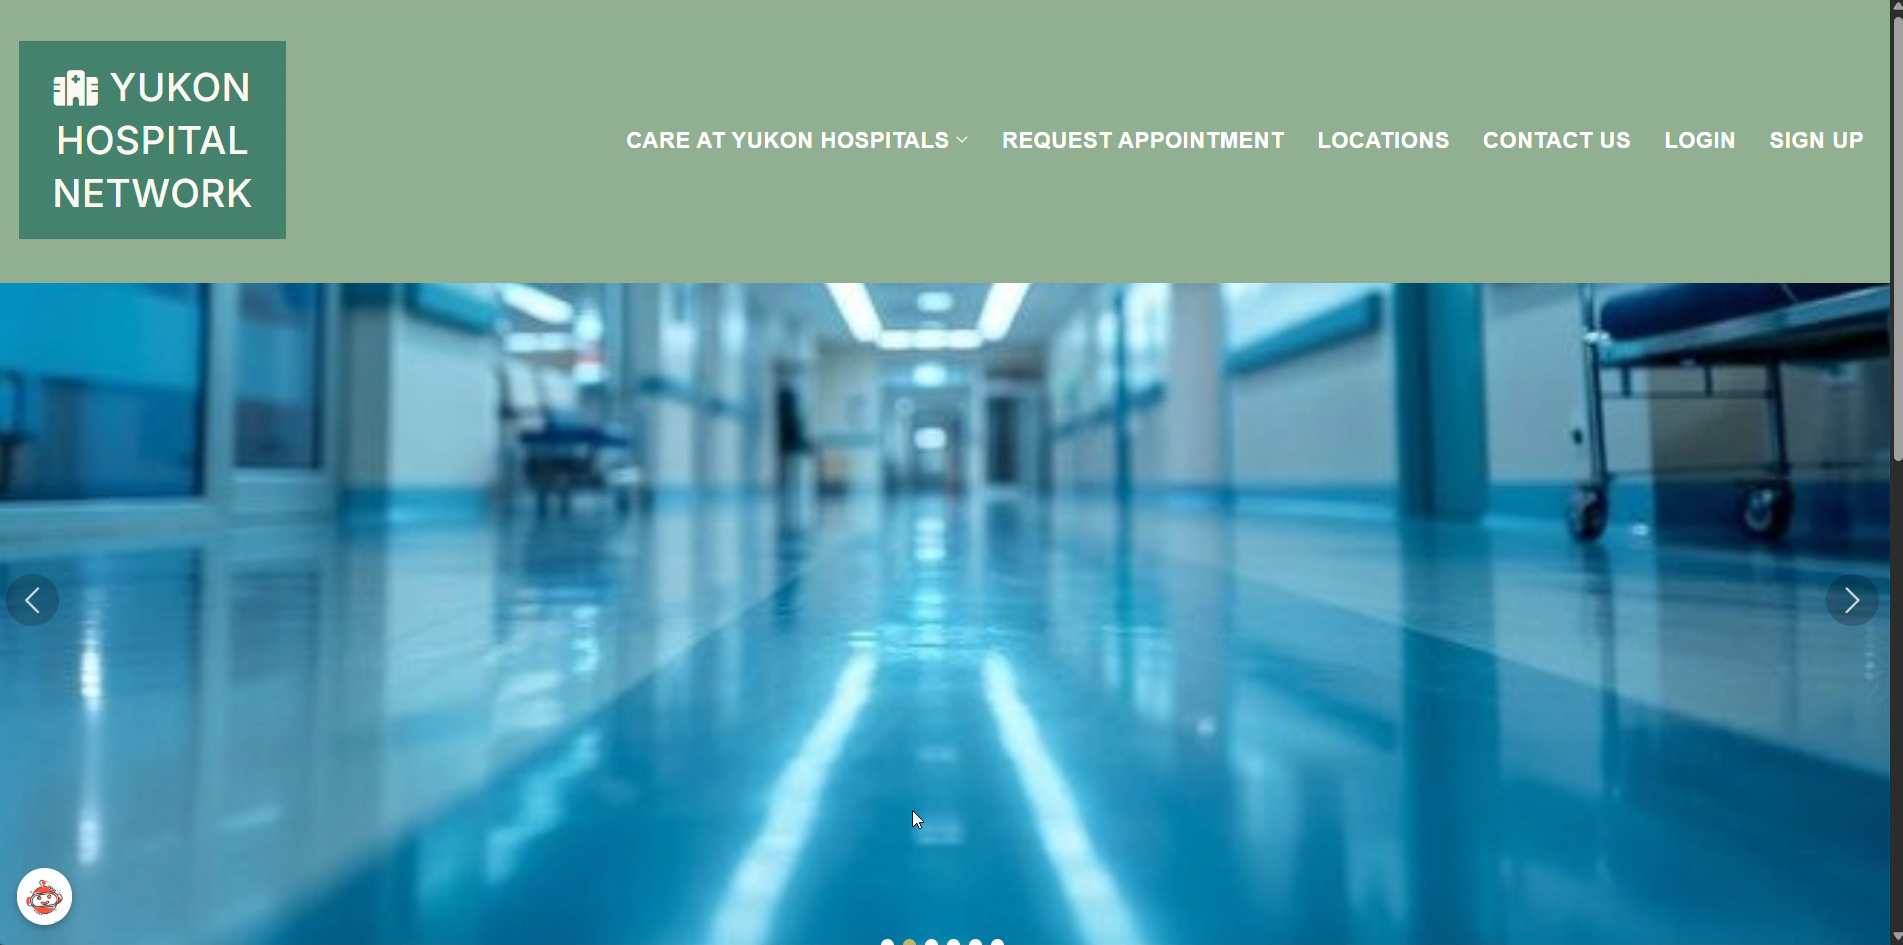 YUKON
HOSPITAL
NETWORK
CARE AT YUKON HOSPITALS REQUEST APPOINTMENT LOCATIONS CONTACT US LOGIN SIGN UP